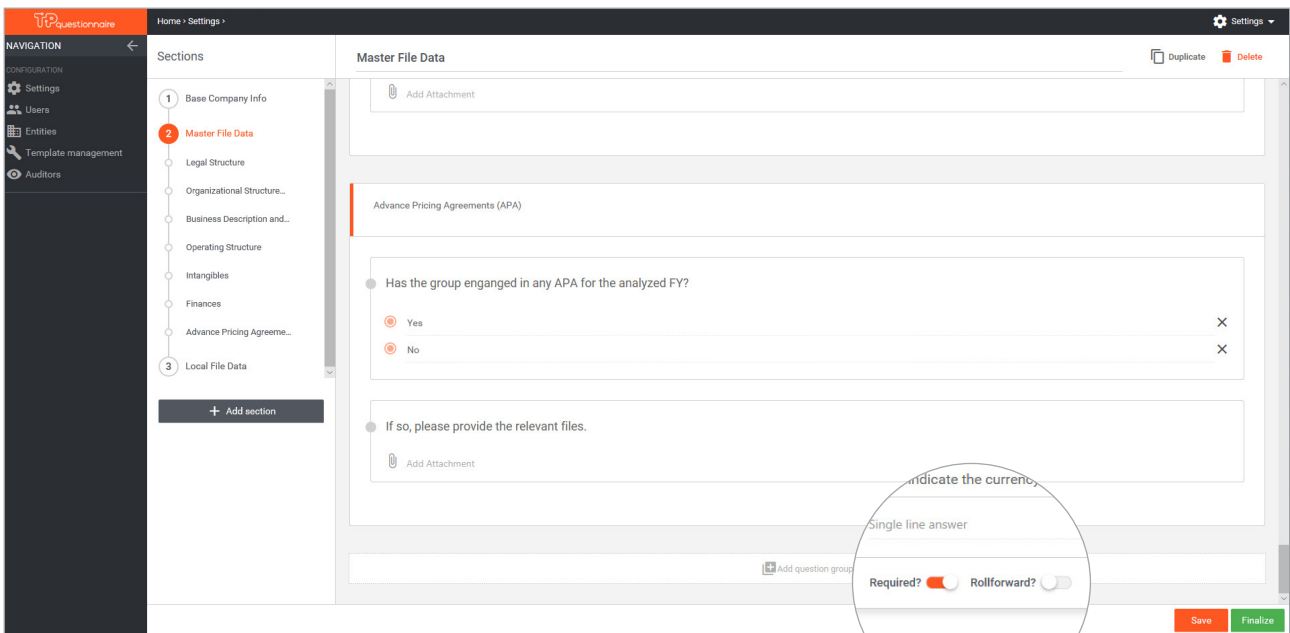 TPquestionnaire
Home › Settings ›
Settings
NAVIGATION
CONFIGURATION
Settings
Users
Entities
Template management
Auditors
Sections
1 Base Company Info
2 Master File Data
Legal Structure
Organizational Structure...
Business Description and...
Operating Structure
Intangibles
Finances
Advance Pricing Agreeme...
3 Local File Data
+ Add section
Master File Data
Duplicate
Delete
Add Attachment
Advance Pricing Agreements (APA)
Has the group enganged in any APA for the analyzed FY?
Yes
No
If so, please provide the relevant files.
Add Attachment
indicate the currency
Single line answer
Add question group
Required? Rollforward?
Save Finalize